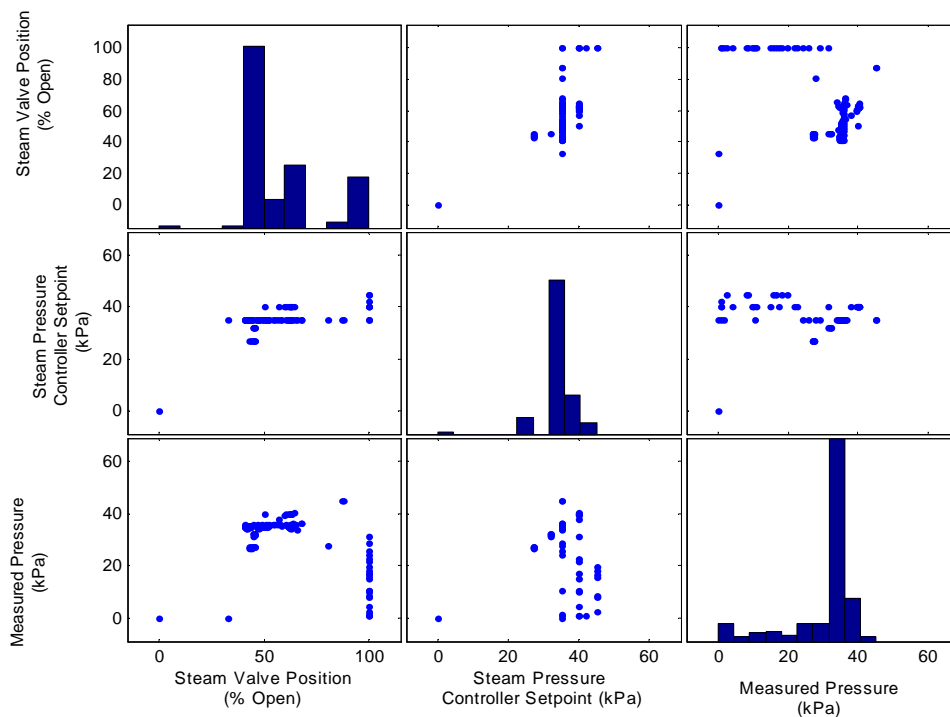 Steam Valve Position
(% Open)
100
80
60
40
20
0
Steam Pressure
Controller Setpoint
(kPa)
60
40
20
0
Measured Pressure
(kPa)
60
40
20
0
0 50 100
0 20 40 60
0 20 40 60
Steam Valve Position
(% Open)
Steam Pressure
Controller Setpoint (kPa)
Measured Pressure
(kPa)